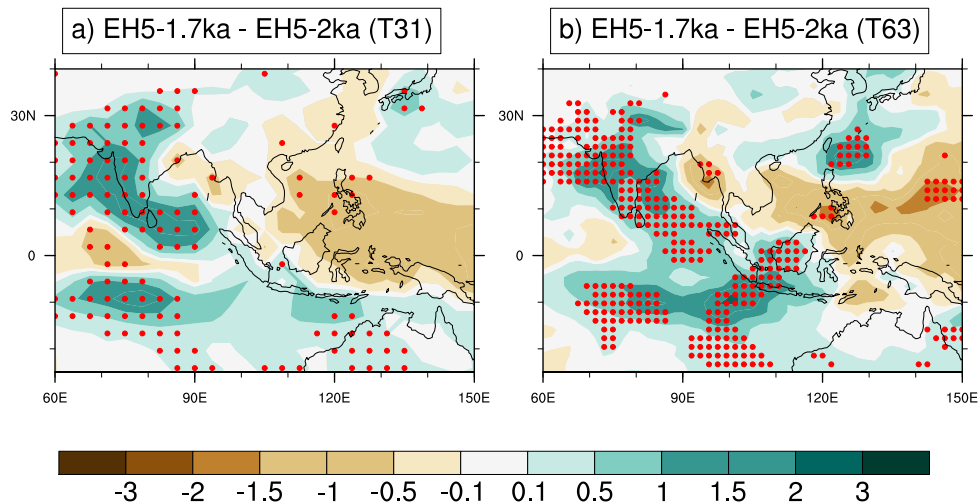 a) EH5-1.7ka - EH5-2ka (T31)
b) EH5-1.7ka - EH5-2ka (T63)
30N
0
60E 90E 120E 150E
30N
0
60E 90E 120E 150E
-3 -2 -1.5 -1 -0.5 -0.1 0.1 0.5 1 1.5 2 3